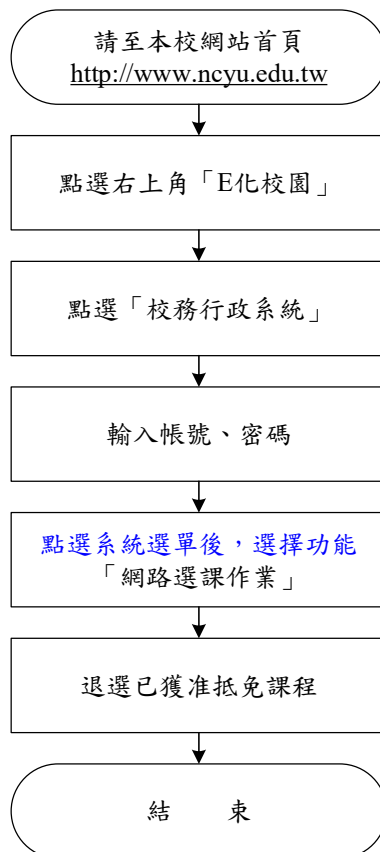 請至本校網站首頁
http://www.ncyu.edu.tw
點選右上角「E化校園」
點選「校務行政系統」
輸入帳號、密碼
點選系統選單後，選擇功能
「網路選課作業」
退選已獲准抵免課程
結　　束